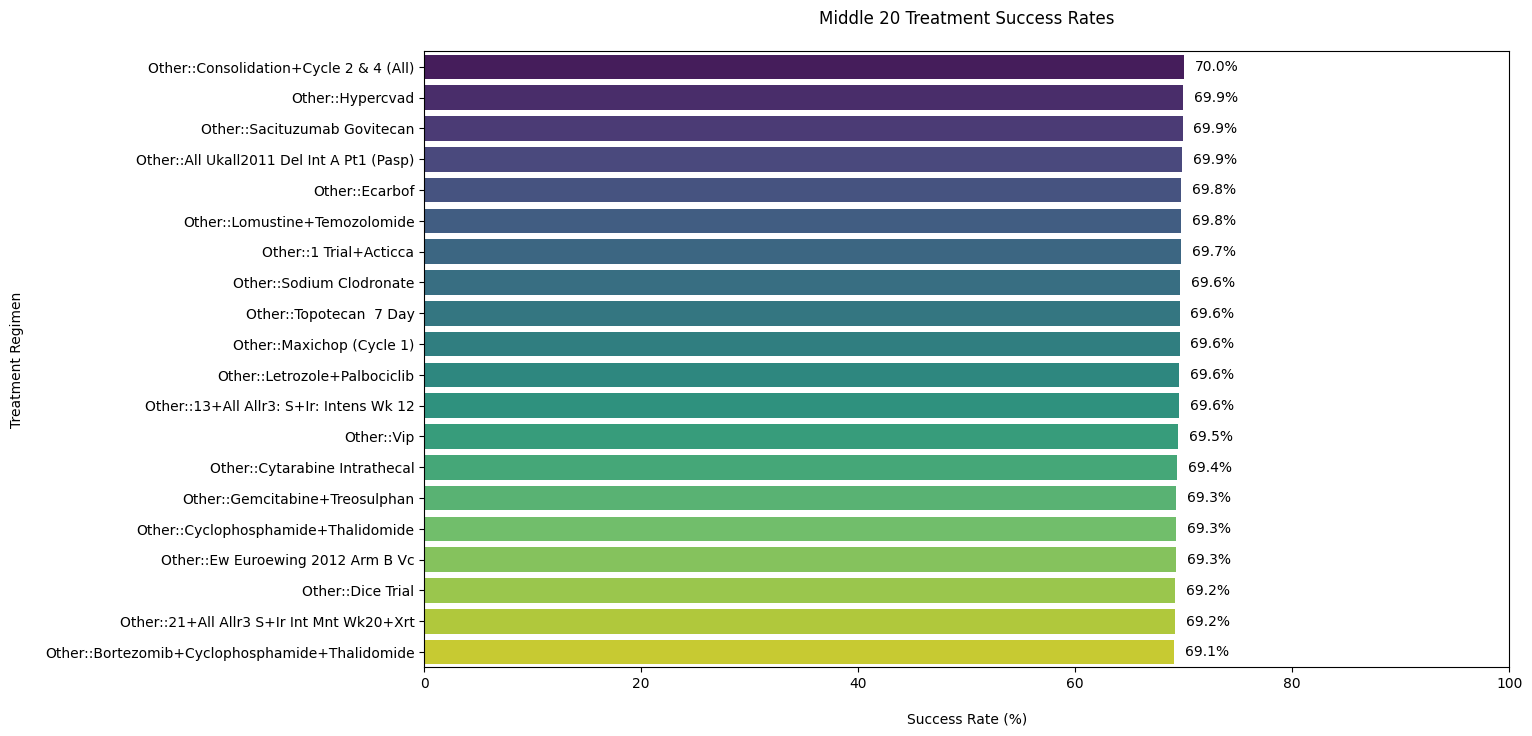 Middle 20 Treatment Success Rates
Treatment Regimen
Other::Consolidation+Cycle 2 & 4 (All) 70.0%
Other::Hypercvad 69.9%
Other::Sacituzumab Govitecan 69.9%
Other::All Ukall2011 Del Int A Pt1 (Pasp) 69.9%
Other::Ecarbof 69.8%
Other::Lomustine+Temozolomide 69.8%
Other::1 Trial+Acticca 69.7%
Other::Sodium Clodronate 69.6%
Other::Topotecan  7 Day 69.6%
Other::Maxichop (Cycle 1) 69.6%
Other::Letrozole+Palbociclib 69.6%
Other::13+All Allr3: S+Ir: Intens Wk 12 69.6%
Other::Vip 69.5%
Other::Cytarabine Intrathecal 69.4%
Other::Gemcitabine+Treosulphan 69.3%
Other::Cyclophosphamide+Thalidomide 69.3%
Other::Ew Euroewing 2012 Arm B Vc 69.3%
Other::Dice Trial 69.2%
Other::21+All Allr3 S+Ir Int Mnt Wk20+Xrt 69.2%
Other::Bortezomib+Cyclophosphamide+Thalidomide 69.1%
0 20 40 60 80 100
Success Rate (%)